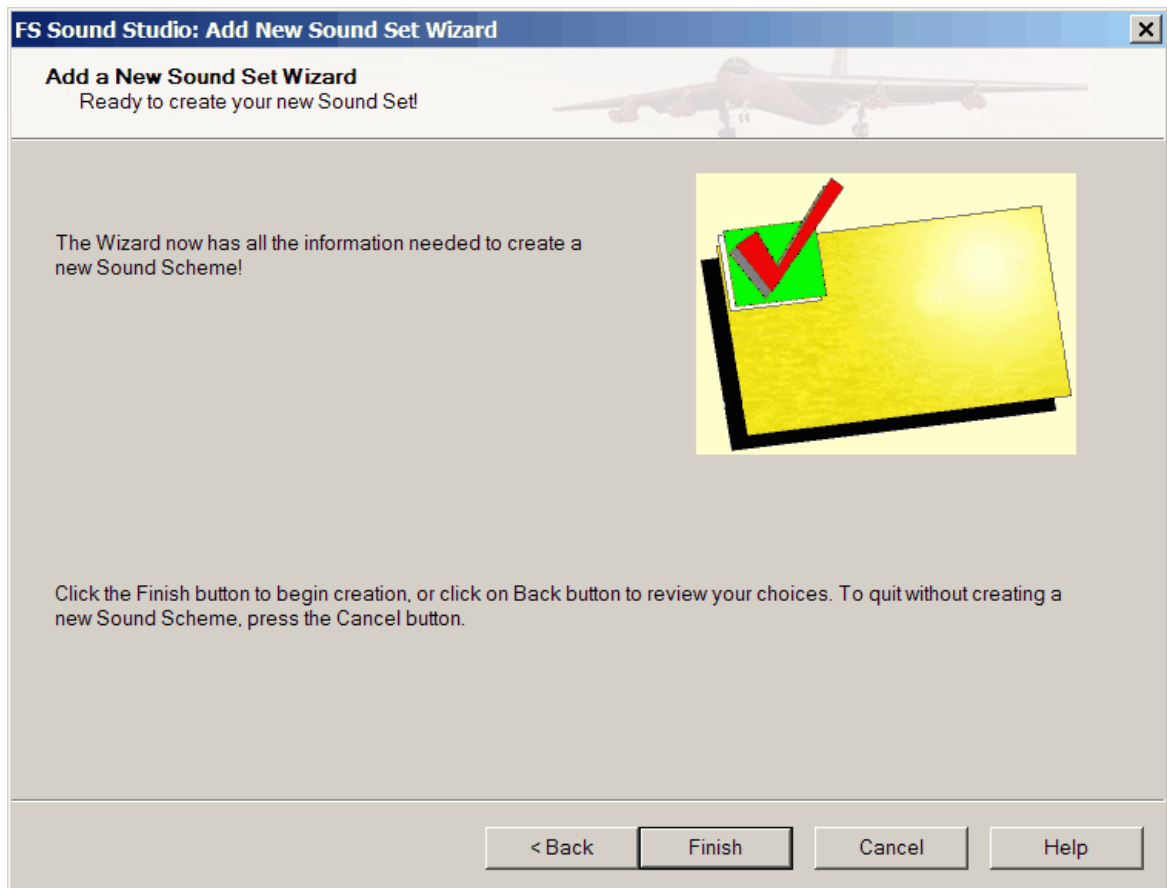 FS Sound Studio: Add New Sound Set Wizard
Add a New Sound Set Wizard
Ready to create your new Sound Set!
The Wizard now has all the information needed to create a
new Sound Scheme!
Click the Finish button to begin creation, or click on Back button to review your choices. To quit without creating a
new Sound Scheme, press the Cancel button.
< Back Finish Cancel Help